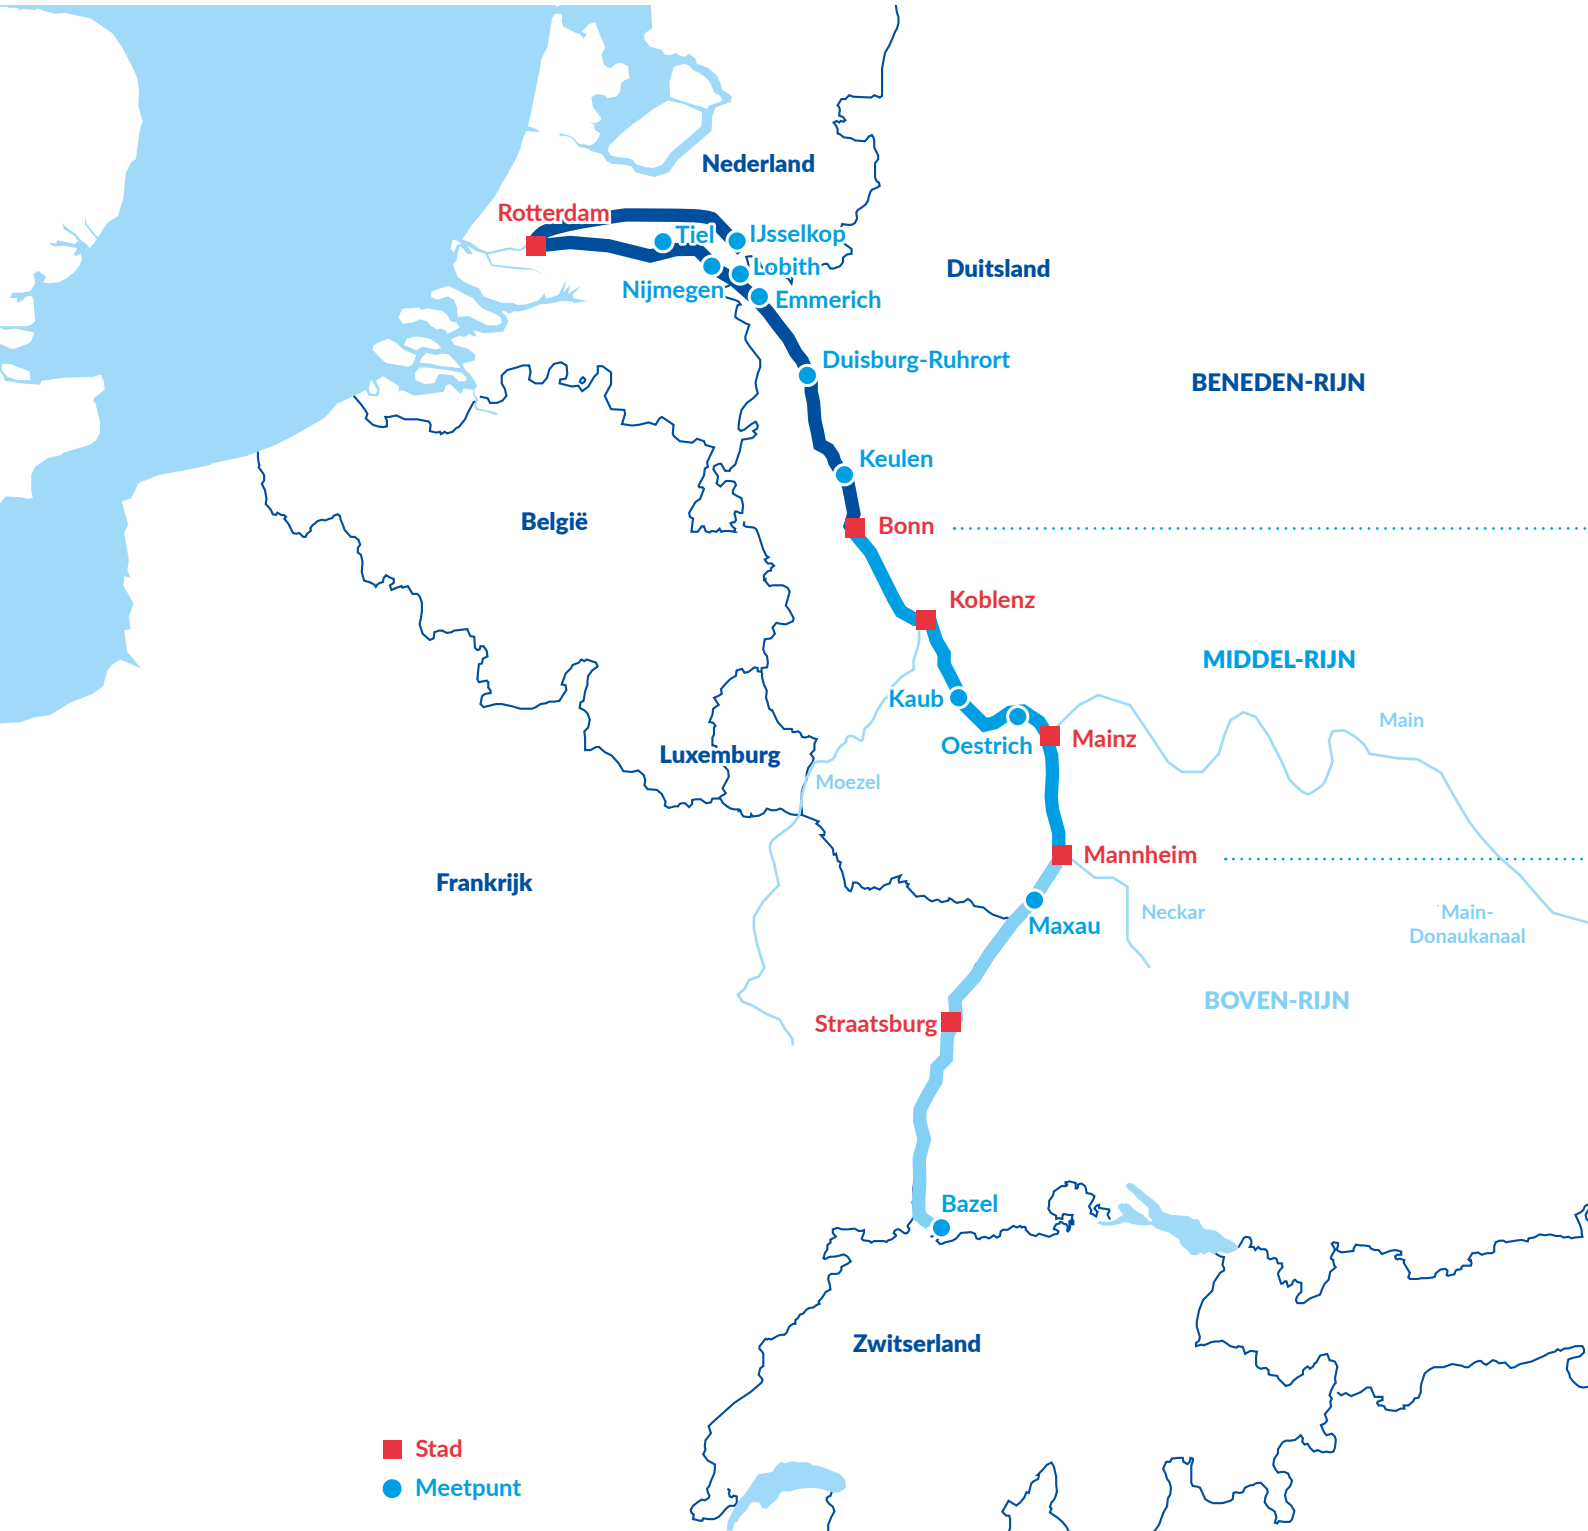 Nederland
Rotterdam
Tiel
IJsselkop
Lobith
Duitsland
Nijmegen
Emmerich
Duisburg-Ruhrort
BENEDEN-RIJN
Keulen
België
Bonn
Koblenz
MIDDEL-RIJN
Kaub
Main
Oestrich
Mainz
Luxemburg
Moezel
Mannheim
Frankrijk
Neckar
Main-
Donaukanaal
Maxau
BOVEN-RIJN
Straatsburg
Bazel
Zwitserland
Stad
Meetpunt